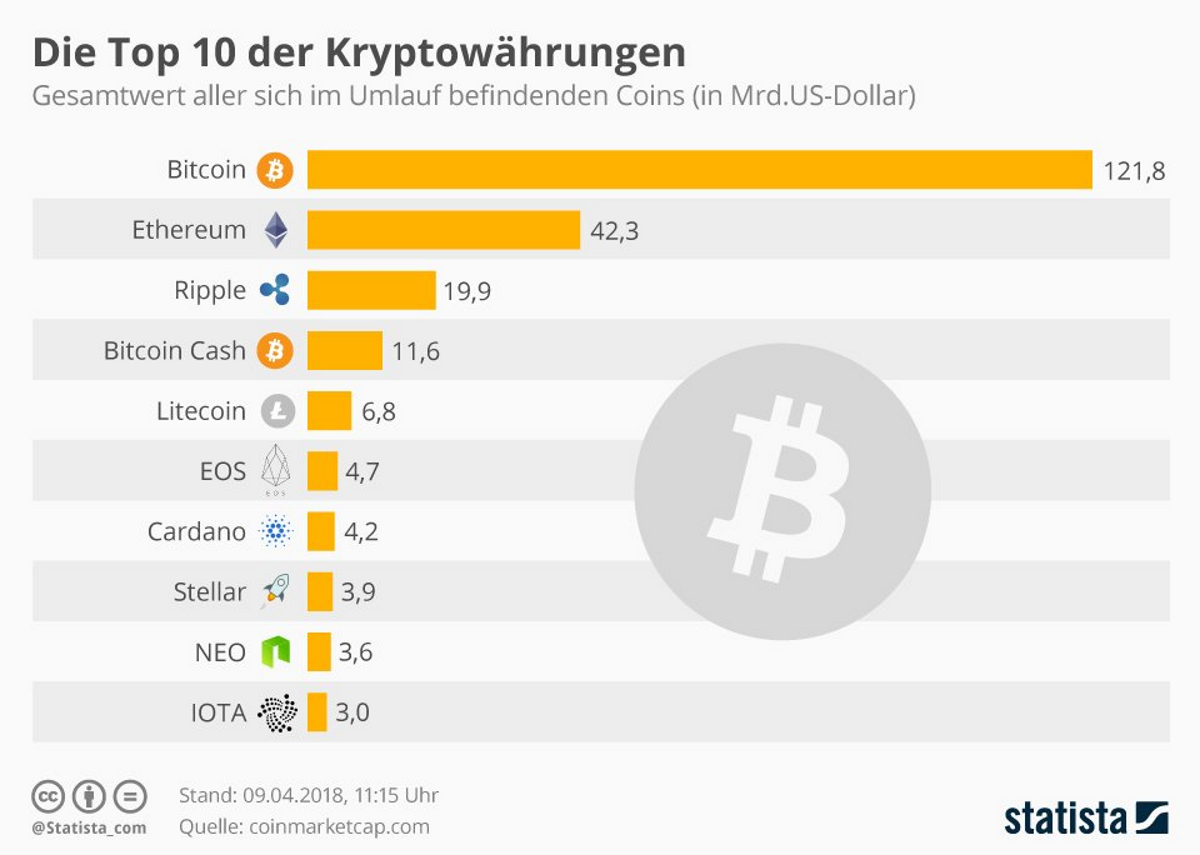 Die Top 10 der Kryptowährungen
Gesamtwert aller sich im Umlauf befindenden Coins (in Mrd.US-Dollar)
Bitcoin 121,8
Ethereum 42,3
Ripple 19,9
Bitcoin Cash 11,6
Litecoin 6,8
EOS EOS 4,7
Cardano 4,2
Stellar 3,9
NEO 3,6
IOTA 3,0
cc
Stand: 09.04.2018, 11:15 Uhr
@Statista_com Quelle: coinmarketcap.com
statista